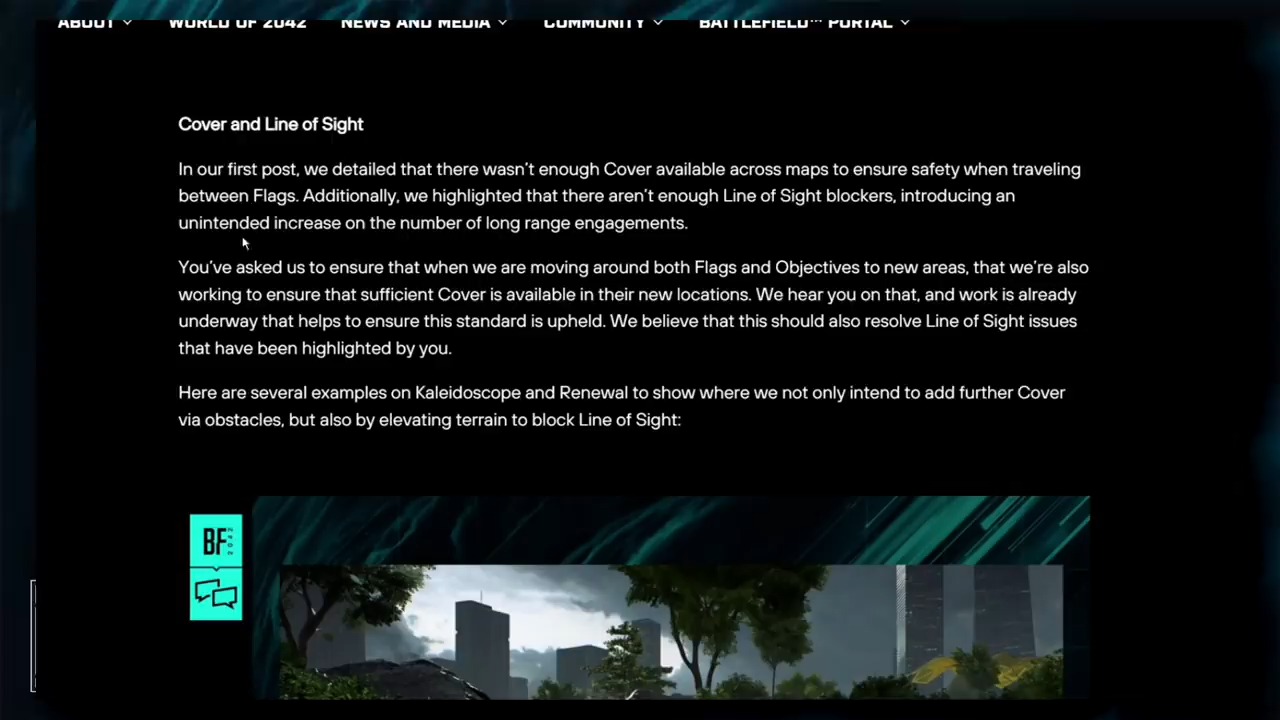 ABOUT WORLD OF 2042 NEWS AND MEDIA COMMUNITY BATTLEFIELD™ PORTAL
Cover and Line of Sight
In our first post, we detailed that there wasn't enough Cover available across maps to ensure safety when traveling
between Flags. Additionally, we highlighted that there aren't enough Line of Sight blockers, introducing an
unintended increase on the number of long range engagements.
You've asked us to ensure that when we are moving around both Flags and Objectives to new areas, that we're also
working to ensure that sufficient Cover is available in their new locations. We hear you on that, and work is already
underway that helps to ensure this standard is upheld. We believe that this should also resolve Line of Sight issues
that have been highlighted by you.
Here are several examples on Kaleidoscope and Renewal to show where we not only intend to add further Cover
via obstacles, but also by elevating terrain to block Line of Sight:
BF 2042